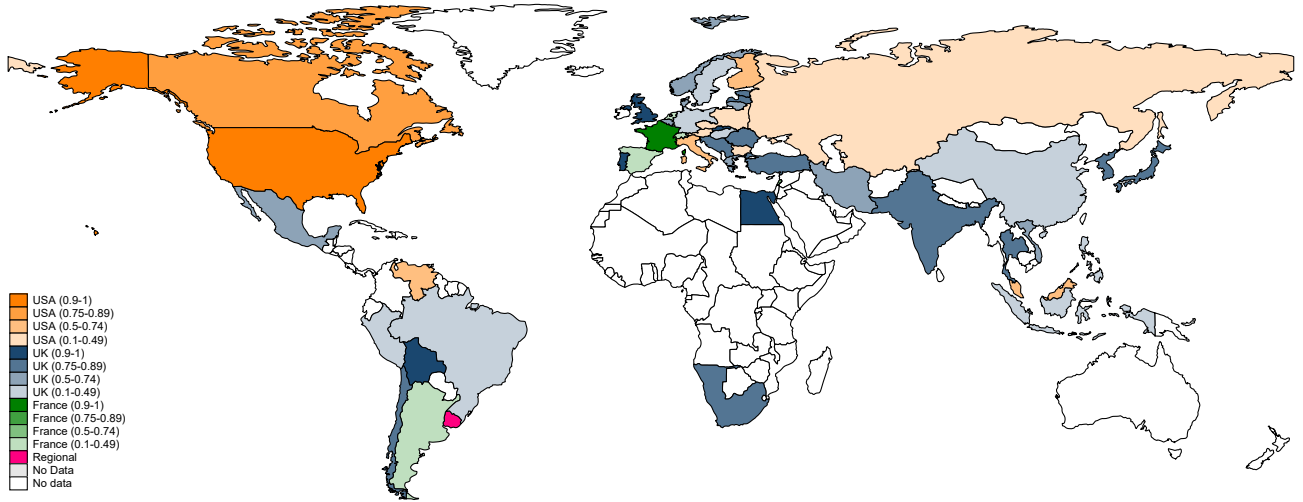 USA (0.9-1)
USA (0.75-0.89)
USA (0.5-0.74)
USA (0.1-0.49)
UK (0.9-1)
UK (0.75-0.89)
UK (0.5-0.74)
UK (0.1-0.49)
France (0.9-1)
France (0.75-0.89)
France (0.5-0.74)
France (0.1-0.49)
Regional
No Data
No data